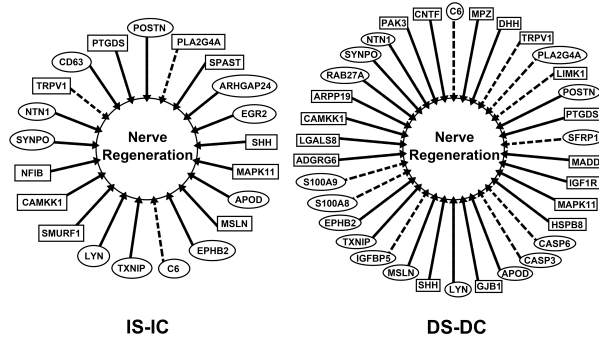 POSTN
PTGDS
PLA2G4A
CD63
SPAST
TRPV1
ARHGAP24
NTN1
EGR2
SYNPO
SHH
NFIB
MAPK11
CAMKK1
APOD
SMURF1
MSLN
LYN
EPHB2
TXNIP
C6
Nerve
Regeneration
IS-IC
C6
CNTF
MPZ
PAK3
DHH
NTN1
TRPV1
SYNPO
PLA2G4A
RAB27A
LIMK1
ARPP19
POSTN
CAMKK1
PTGDS
LGALS8
SFRP1
ADGRG6
MADD
S100A9
IGF1R
S100A8
MAPK11
EPHB2
HSPB8
TXNIP
CASP6
IGFBP5
CASP3
MSLN
APOD
SHH
GJB1
LYN
Nerve
Regeneration
DS-DC